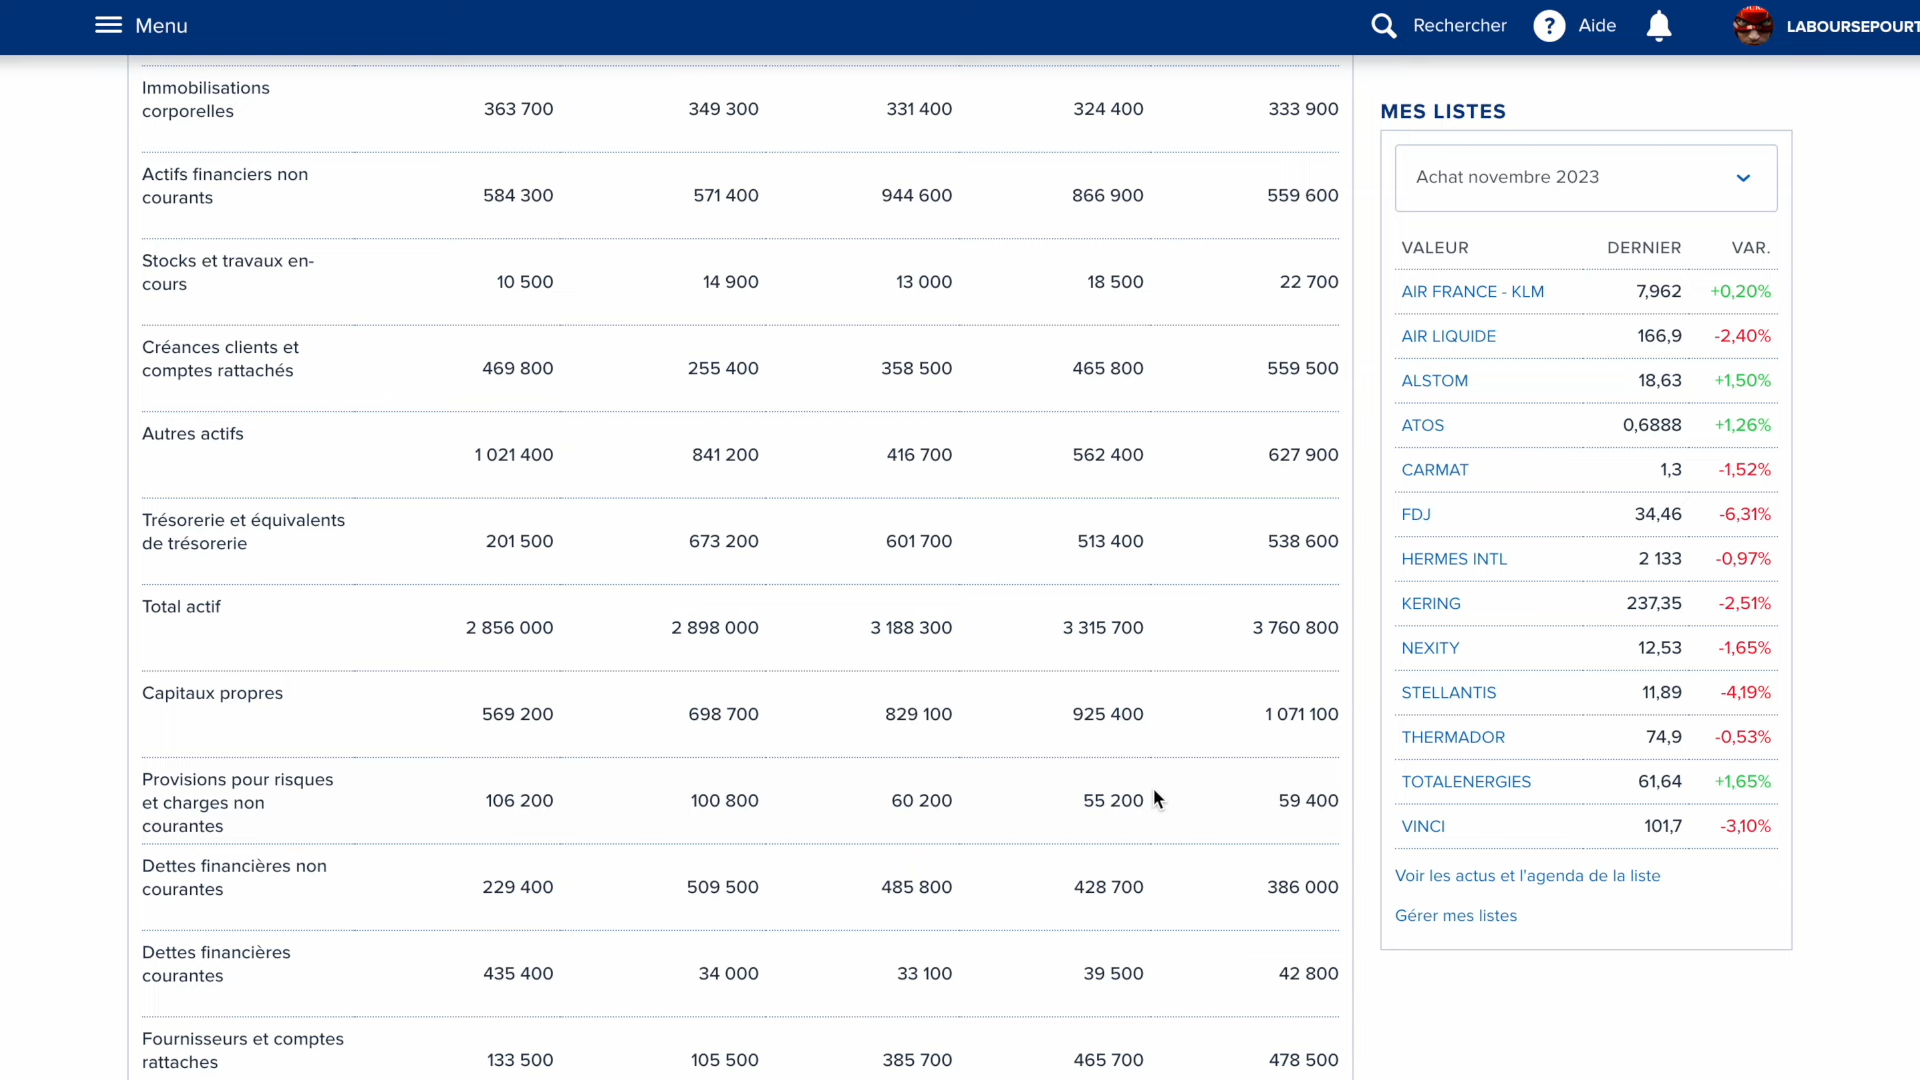 Menu
Rechercher
Aide
LABOURSEPOURT
Immobilisations
corporelles
363 700 349 300 331 400 324 400 333 900
Actifs financiers non
courants
584 300 571 400 944 600 866 900 559 600
Stocks et travaux en-
cours
10 500 14 900 13 000 18 500 22 700
Créances clients et
comptes rattachés
469 800 255 400 358 500 465 800 559 500
Autres actifs
1 021 400 841 200 416 700 562 400 627 900
Trésorerie et équivalents
de trésorerie
201 500 673 200 601 700 513 400 538 600
Total actif
2 856 000 2 898 000 3 188 300 3 315 700 3 760 800
Capitaux propres
569 200 698 700 829 100 925 400 1 071 100
Provisions pour risques
et charges non
courantes
106 200 100 800 60 200 55 200 59 400
Dettes financières non
courantes
229 400 509 500 485 800 428 700 386 000
Dettes financières
courantes
435 400 34 000 33 100 39 500 42 800
Fournisseurs et comptes
rattaches
133 500 105 500 385 700 465 700 478 500
MES LISTES
Achat novembre 2023
VALEUR DERNIER VAR.
AIR FRANCE - KLM 7,962 +0,20%
AIR LIQUIDE 166,9 -2,40%
ALSTOM 18,63 +1,50%
ATOS 0,6888 +1,26%
CARMAT 1,3 -1,52%
FDJ 34,46 -6,31%
HERMES INTL 2 133 -0,97%
KERING 237,35 -2,51%
NEXITY 12,53 -1,65%
STELLANTIS 11,89 -4,19%
THERMADOR 74,9 -0,53%
TOTALENERGIES 61,64 +1,65%
VINCI 101,7 -3,10%
Voir les actus et l'agenda de la liste
Gérer mes listes